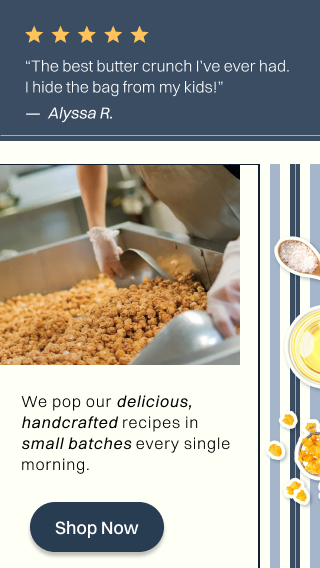 “The best butter crunch I’ve ever had.
I hide the bag from my kids!”
— Alyssa R.
We pop our delicious,
handcrafted recipes in
small batches every single
morning.
Shop Now